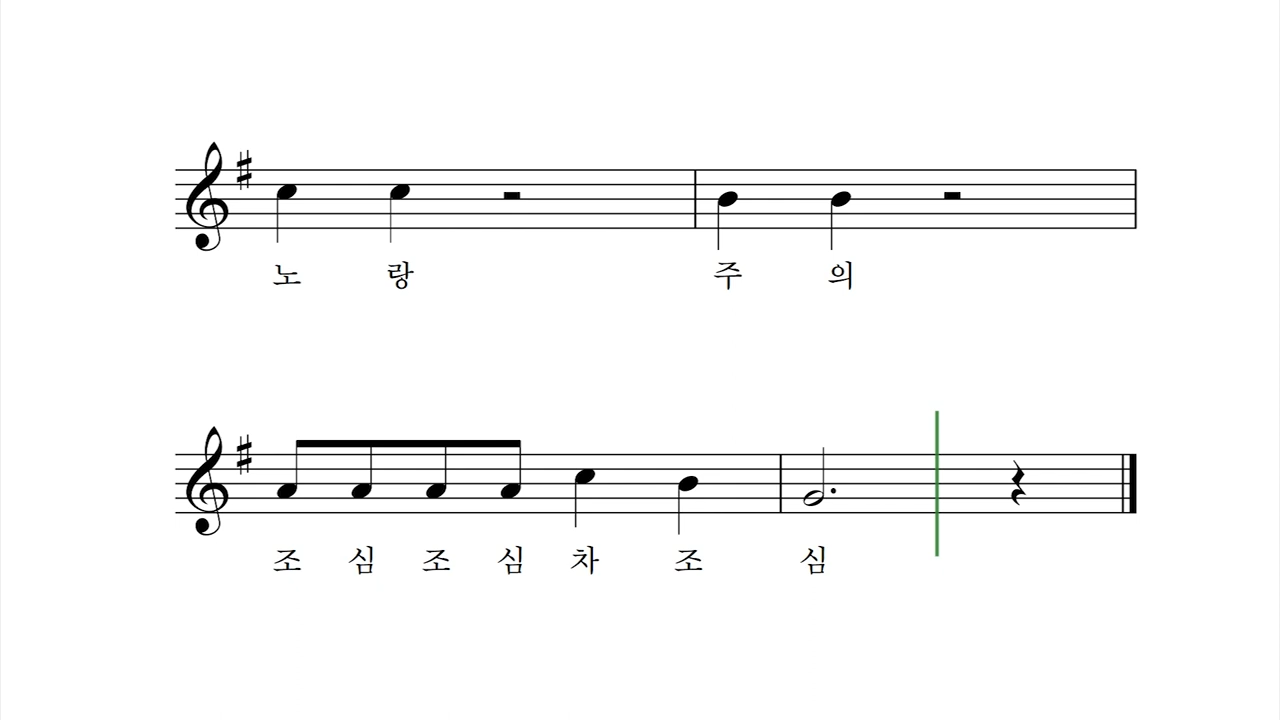 노 랑 주 의
조 심 조 심 차 조 심